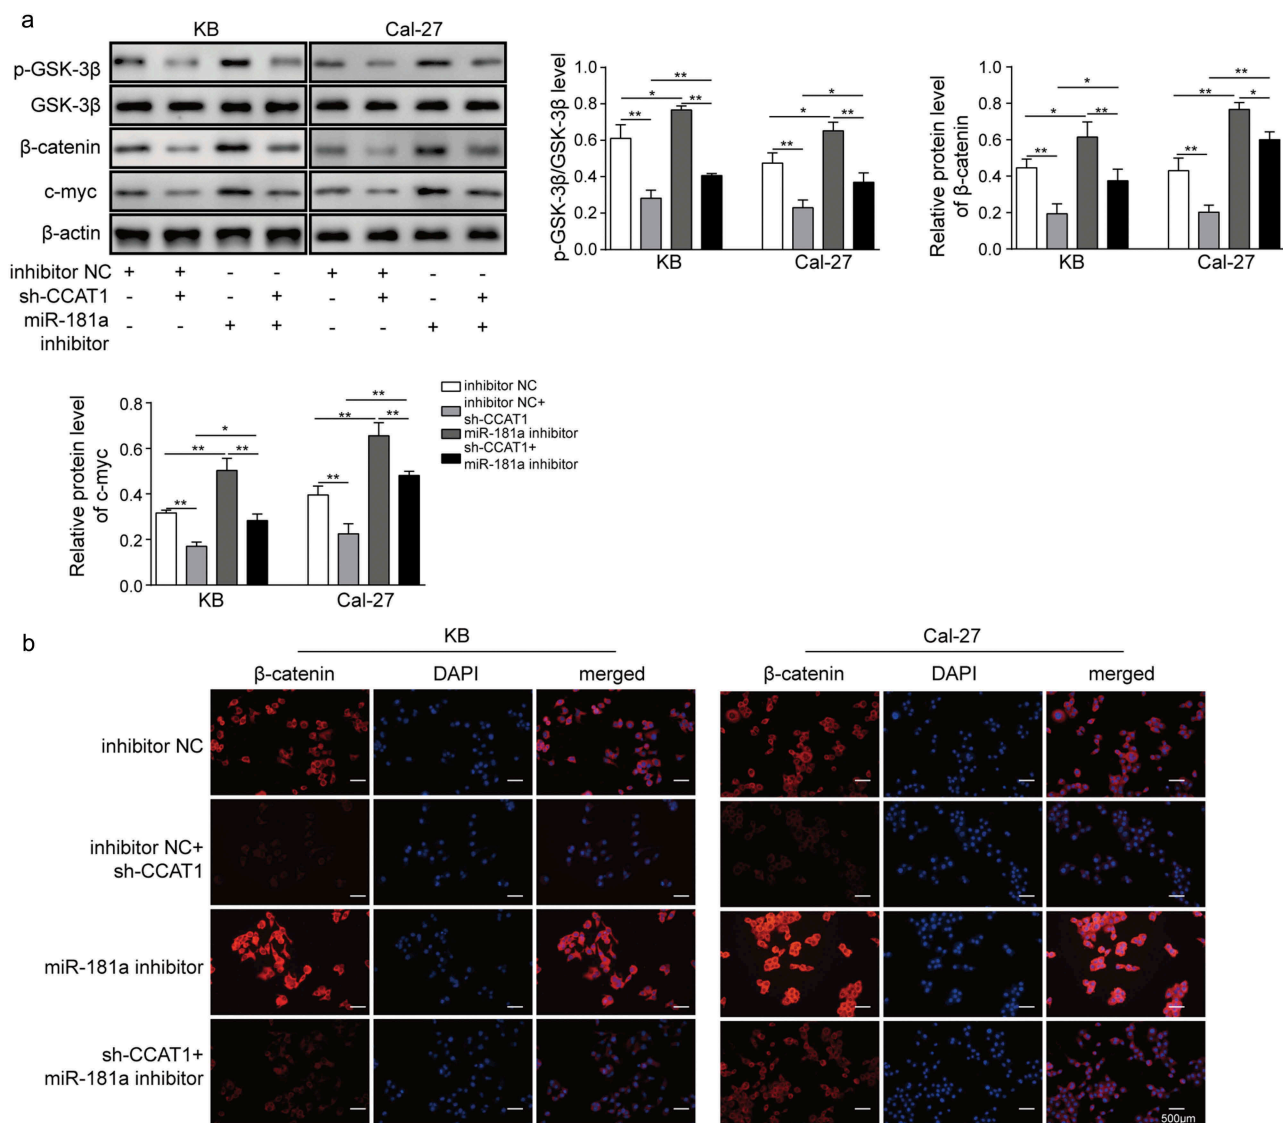 a
KB
Cal-27
p-GSK-3β
GSK-3β
β-catenin
c-myc
β-actin
inhibitor NC + + - - + + - -
sh-CCAT1 - + - + - + - +
miR-181a inhibitor - - + + - - + +
p-GSK-3β/GSK-3β level
1.0
0.8
0.6
0.4
0.2
0.0
** * ** **
* ** ** *
KB
Cal-27
Relative protein level
of β-catenin
1.0
0.8
0.6
0.4
0.2
0.0
** * ** *
** ** * **
KB
Cal-27
Relative protein level
of c-myc
0.8
0.6
0.4
0.2
0.0
** ** ** *
** ** ** **
KB
Cal-27
inhibitor NC
inhibitor NC+
sh-CCAT1
miR-181a inhibitor
sh-CCAT1+
miR-181a inhibitor
b
KB
Cal-27
β-catenin
DAPI
merged
β-catenin
DAPI
merged
inhibitor NC
inhibitor NC+
sh-CCAT1
miR-181a inhibitor
sh-CCAT1+
miR-181a inhibitor
500μm